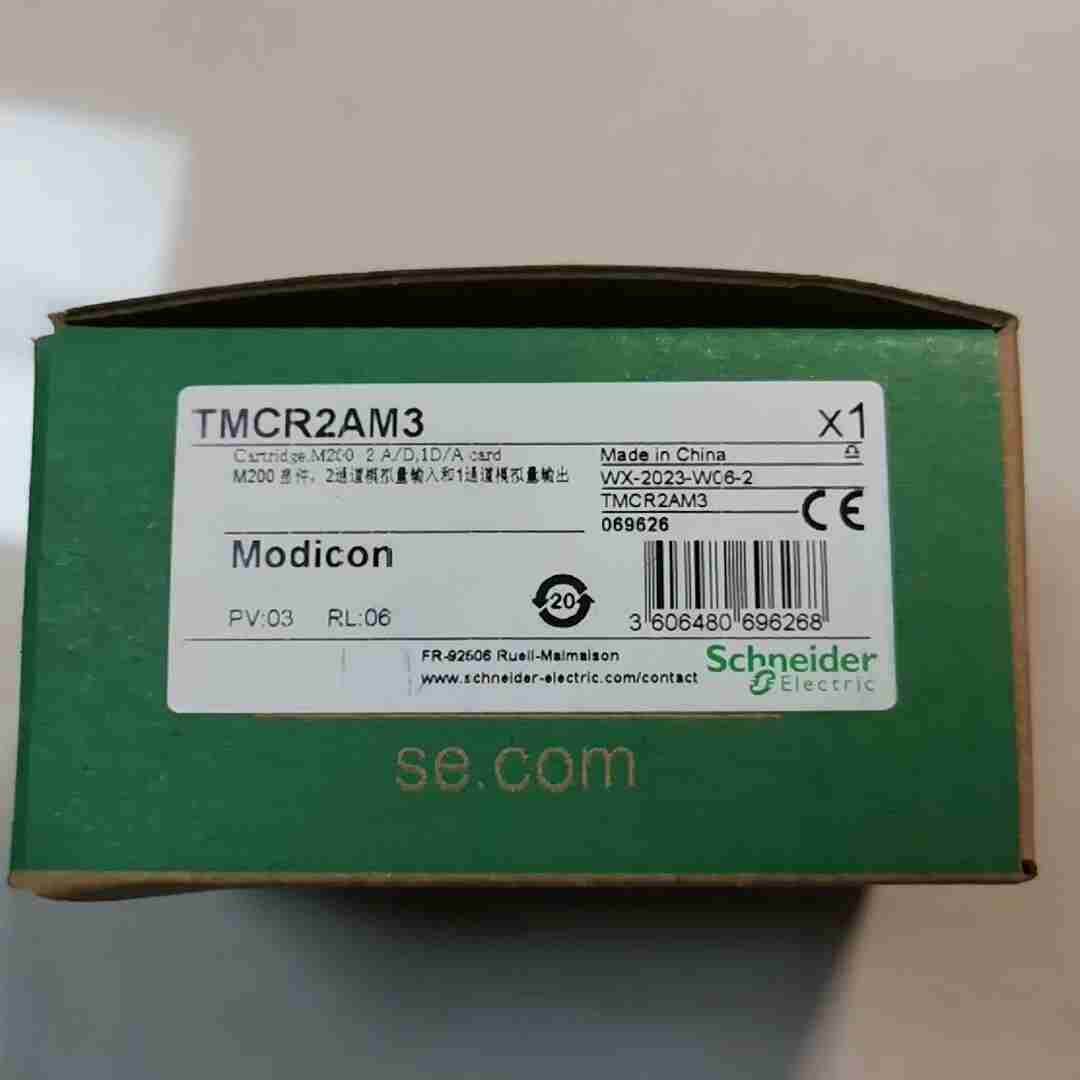 TMCR2AM3
x1
Cartridge,M200 2 A/D,1D/A card
M200 套件，2通道模拟量输入和1通道模拟量输出
Made in China
WX-2023-W06-2
TMCR2AM3
069626
CE
Modicon
20
3 606480 696268
PV:03 RL:06
FR-92506 Rueil-Malmaison
www.schneider-electric.com/contact
Schneider
Electric
se.com